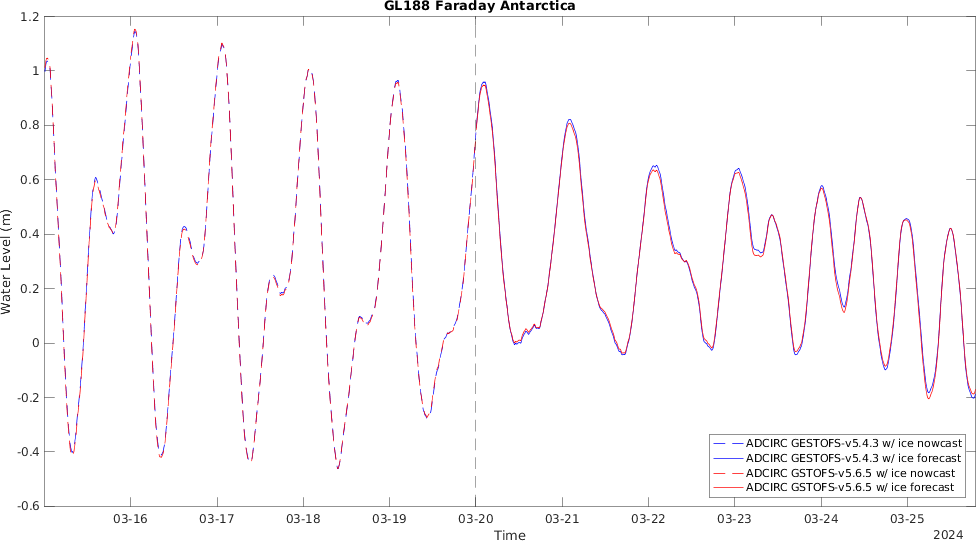 GL188 Faraday Antarctica
Water Level (m)
1.2
1
0.8
0.6
0.4
0.2
0
-0.2
-0.4
-0.6
ADCIRC GESTOFS-v5.4.3 w/ ice nowcast
ADCIRC GESTOFS-v5.4.3 w/ ice forecast
ADCIRC GSTOFS-v5.6.5 w/ ice nowcast
ADCIRC GSTOFS-v5.6.5 w/ ice forecast
03-16 03-17 03-18 03-19 03-20 03-21 03-22 03-23 03-24 03-25
Time
2024